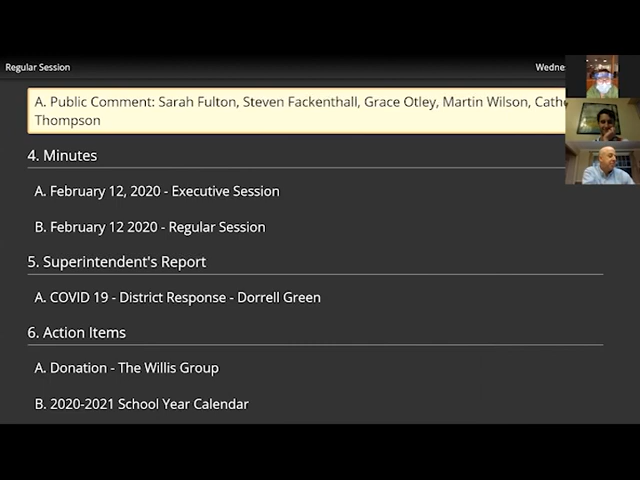 Regular Session
A. Public Comment: Sarah Fulton, Steven Fackenthall, Grace Otley, Martin Wilson,
Thompson
4. Minutes
A. February 12, 2020 - Executive Session
B. February 12 2020 - Regular Session
5. Superintendent's Report
A. COVID 19 - District Response - Dorrell Green
6. Action Items
A. Donation - The Willis Group
B. 2020-2021 School Year Calendar